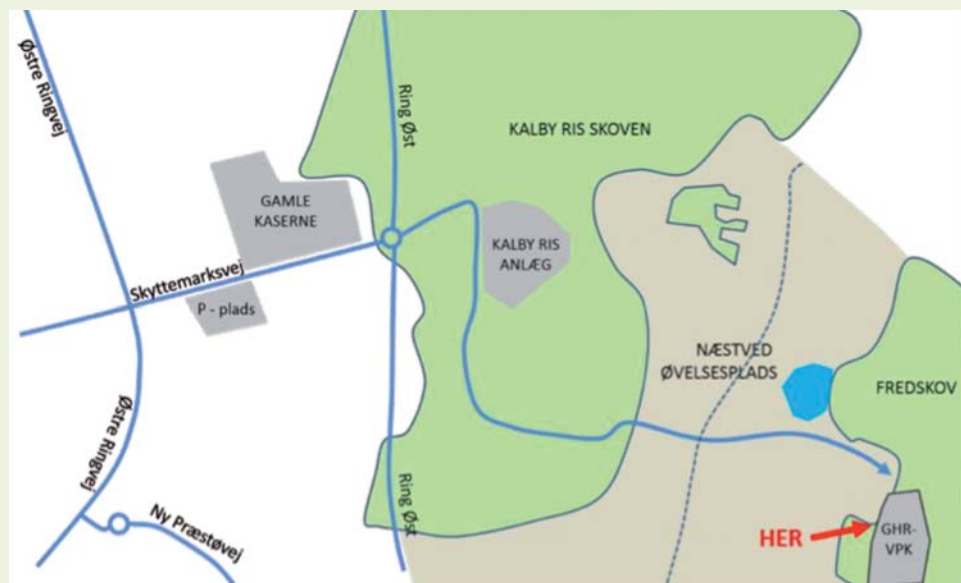 Østre Ringvej
Ring Øst
KALBY RIS SKOVEN
GAMLE
KASERNE
KALBY RIS
ANLÆG
Skyttemarksvej
P - plads
NÆSTVED
ØVELSESPLADS
FREDSKOV
Østre Ringvej
Ring Øst
Ny Præstøvej
HER
GHR-
VPK